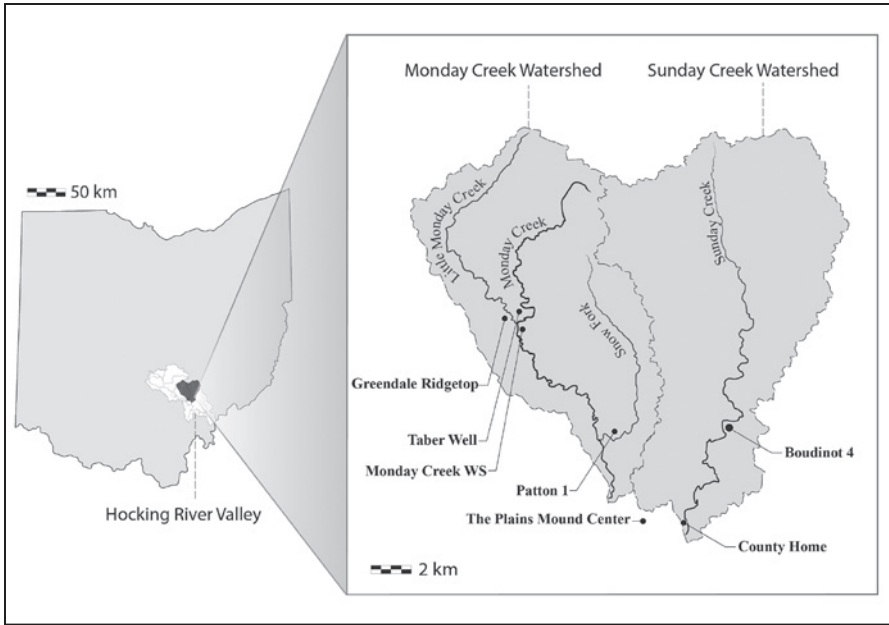 Monday Creek Watershed
Sunday Creek Watershed
50 km
Little Monday Creek
Monday Creek
Snow Fork
Sunday Creek
Greendale Ridgetop
Taber Well
Monday Creek WS
Patton 1
Boudinot 4
The Plains Mound Center
County Home
Hocking River Valley
2 km